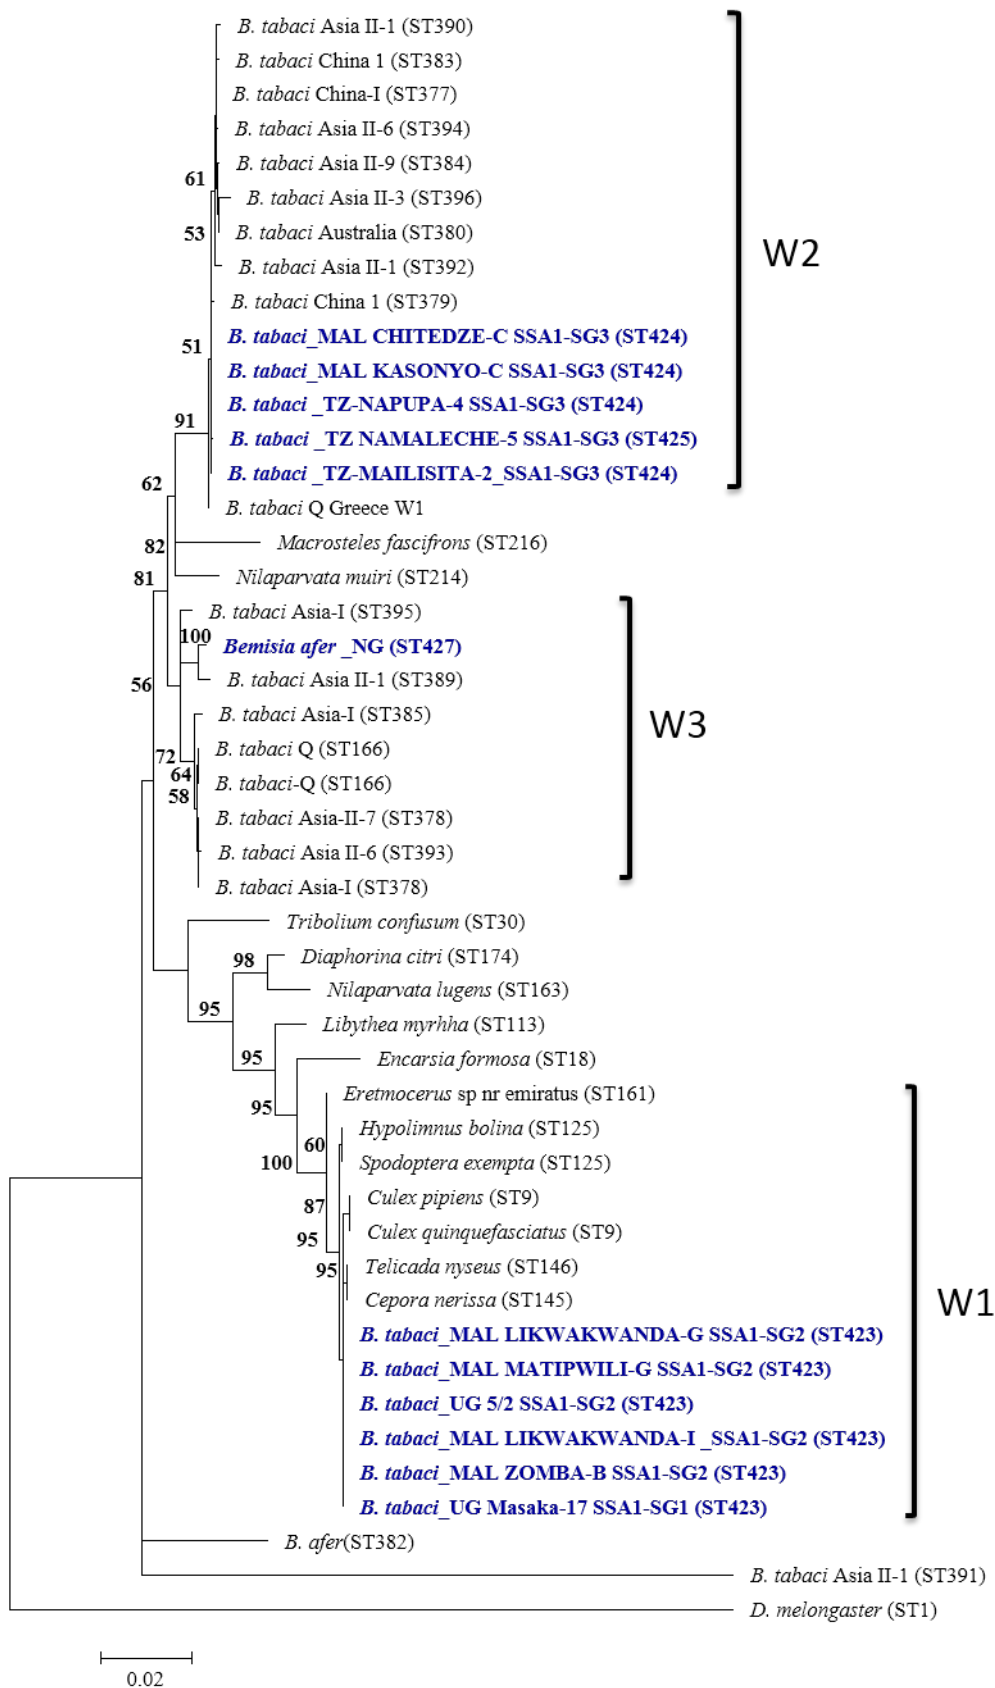 B. tabaci Asia II-1 (ST390)
B. tabaci China 1 (ST383)
B. tabaci China-I (ST377)
B. tabaci Asia II-6 (ST394)
B. tabaci Asia II-9 (ST384)
61
B. tabaci Asia II-3 (ST396)
B. tabaci Australia (ST380)
53
W2
B. tabaci Asia II-1 (ST392)
B. tabaci China 1 (ST379)
B. tabaci_MAL CHITEDZE-C SSA1-SG3 (ST424)
51
B. tabaci_MAL KASONYO-C SSA1-SG3 (ST424)
B. tabaci _TZ-NAPUPA-4 SSA1-SG3 (ST424)
91
B. tabaci _TZ NAMALECHE-5 SSA1-SG3 (ST425)
B. tabaci _TZ-MAILISITA-2_SSA1-SG3 (ST424)
62
B. tabaci Q Greece W1
Macrosteles fascifrons (ST216)
82
Nilaparvata muiri (ST214)
81
B. tabaci Asia-I (ST395)
100
Bemisia afer _NG (ST427)
B. tabaci Asia II-1 (ST389)
56
B. tabaci Asia-I (ST385)
W3
B. tabaci Q (ST166)
72
64
B. tabaci-Q (ST166)
58
B. tabaci Asia-II-7 (ST378)
B. tabaci Asia II-6 (ST393)
B. tabaci Asia-I (ST378)
Tribolium confusum (ST30)
98
Diaphorina citri (ST174)
Nilaparvata lugens (ST163)
95
Libythea myrhha (ST113)
95
Encarsia formosa (ST18)
Eretmocerus sp nr emiratus (ST161)
95
Hypolimnus bolina (ST125)
60
Spodoptera exempta (ST125)
100
Culex pipiens (ST9)
87
Culex quinquefasciatus (ST9)
95
Telicada nyseus (ST146)
95
Cepora nerissa (ST145)
W1
B. tabaci_MAL LIKWAKWANDA-G SSA1-SG2 (ST423)
B. tabaci_MAL MATIPWILI-G SSA1-SG2 (ST423)
B. tabaci_UG 5/2 SSA1-SG2 (ST423)
B. tabaci_MAL LIKWAKWANDA-I _SSA1-SG2 (ST423)
B. tabaci_MAL ZOMBA-B SSA1-SG2 (ST423)
B. tabaci_UG Masaka-17 SSA1-SG1 (ST423)
B. afer(ST382)
B. tabaci Asia II-1 (ST391)
D. melongaster (ST1)
0.02